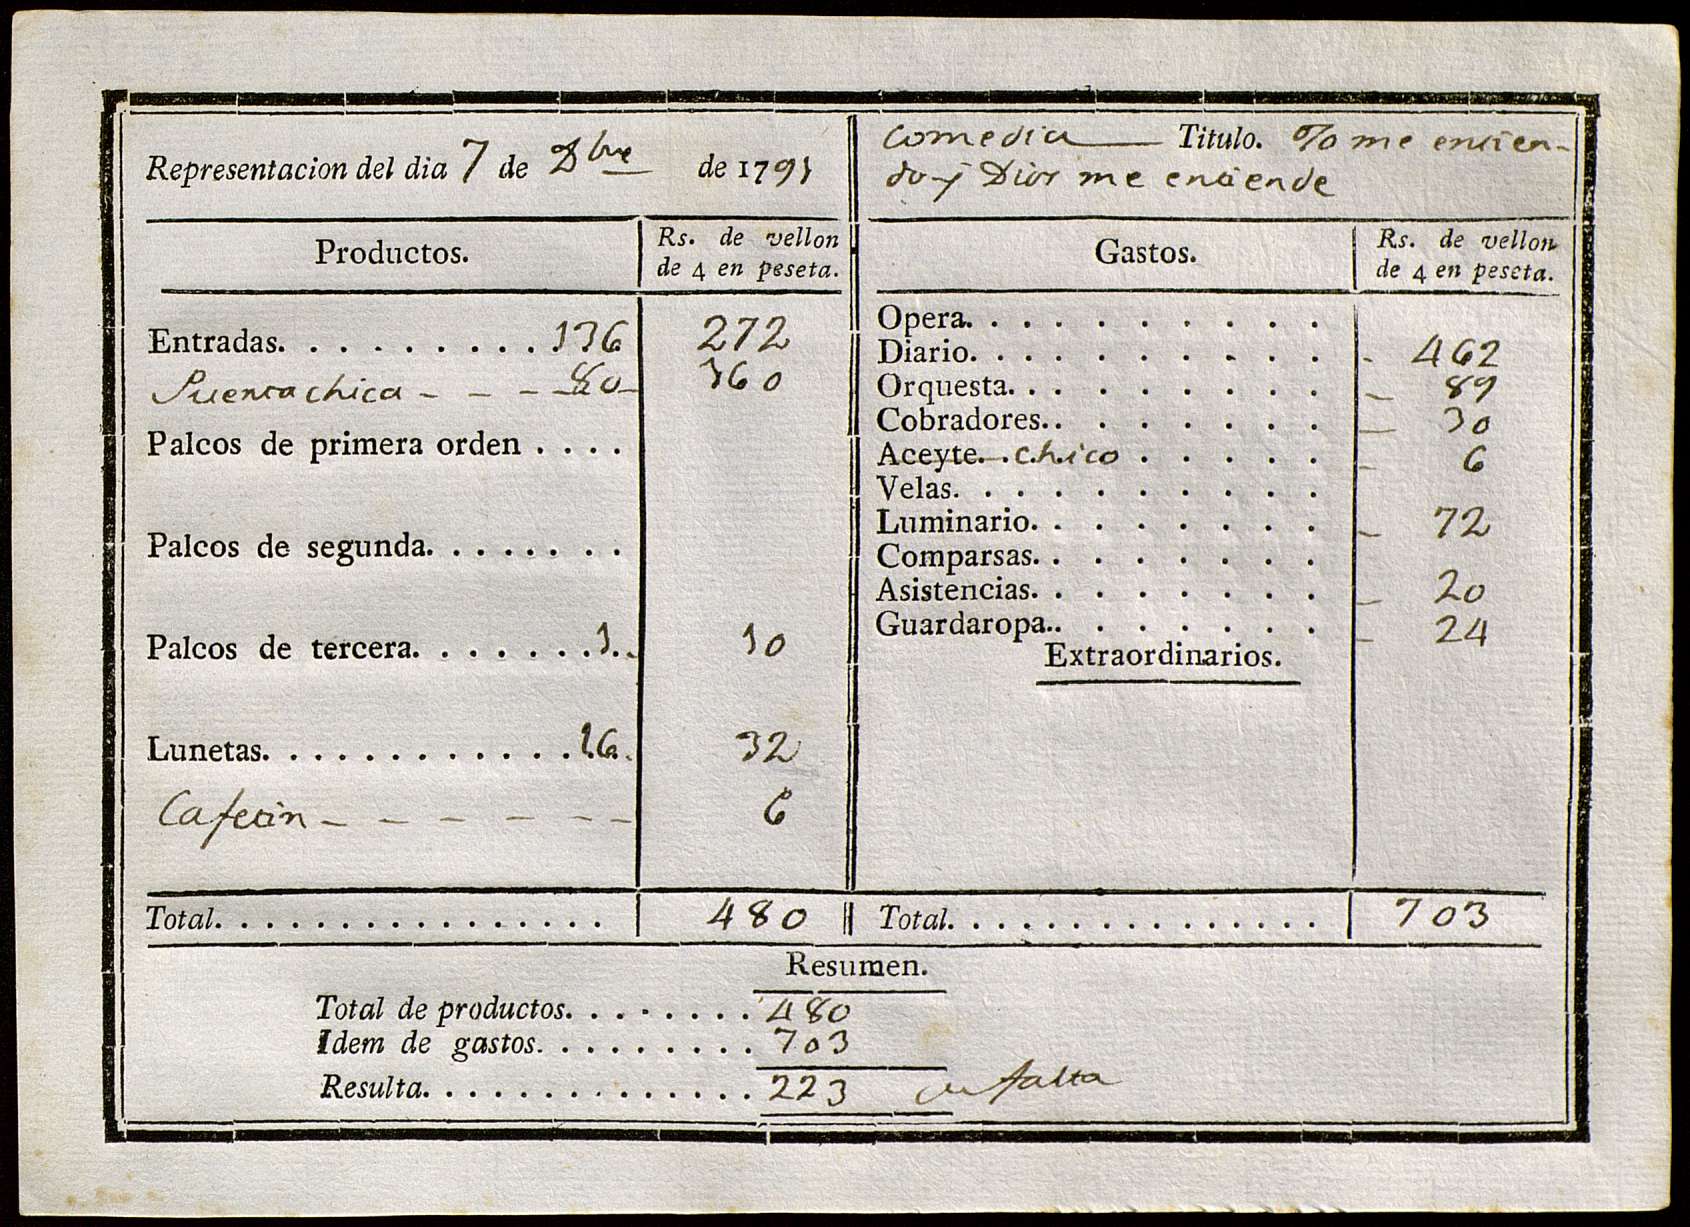 Representacion del dia 7 de Dbre de 1791
Productos. Rs. de vellon
de 4 en peseta.
Entradas. . . . . . . . . . 136 272
Puerta chica - - - - 80 160
Palcos de primera orden . . . .
Palcos de segunda. . . . . . . .
Palcos de tercera. . . . . . . . 1. 10
Lunetas. . . . . . . . . . . . 16. 32
Cafetin - - - - - - - 6
Total. . . . . . . . . . . . . . . . 480
Comedia Titulo. Yo me entien-
do y Dios me entiende
Gastos. Rs. de vellon
de 4 en peseta.
Opera. . . . . . . . . .
Diario. . . . . . . . . . - 462
Orquesta. . . . . . . . . - 89
Cobradores.. . . . . . . - 30
Aceyte. . chico . . . . . - 6
Velas. . . . . . . . . .
Luminario. . . . . . . . - 72
Comparsas. . . . . . . .
Asistencias. . . . . . . . - 20
Guardaropa.. . . . . . . - 24
Extraordinarios.
Total. . . . . . . . . . . . . . . 703
Resumen.
Total de productos. . . . . . . . 480
Idem de gastos. . . . . . . . . 703
Resulta. . . . . . . . . . . . . . 223 de falta